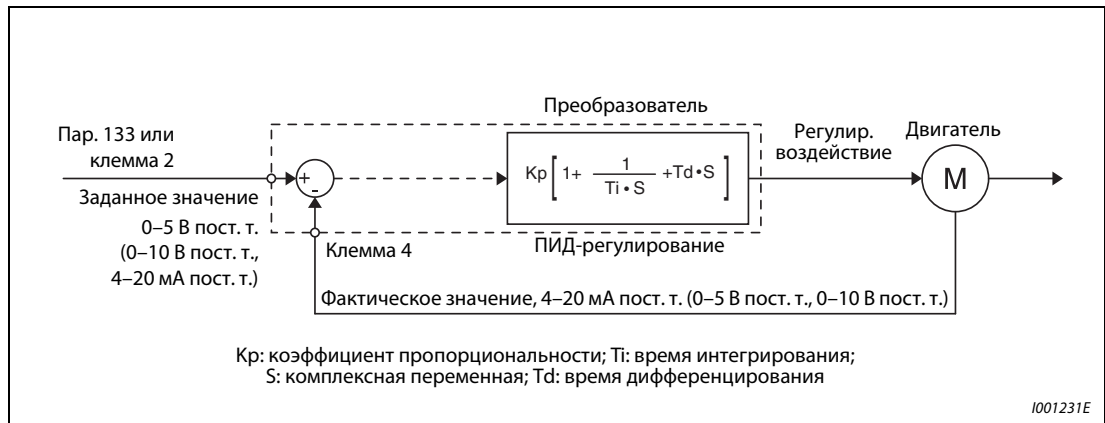 Преобразователь
Пар. 133 или
клемма 2
Регулир.
воздействие
Двигатель
+
-
Kp [ 1+ 1 / Ti • S +Td•S ]
M
Заданное значение
0–5 В пост. т.
(0–10 В пост. т.,
4–20 мА пост. т.)
Клемма 4
ПИД-регулирование
Фактическое значение, 4–20 мА пост. т. (0–5 В пост. т., 0–10 В пост. т.)
Kp: коэффициент пропорциональности; Ti: время интегрирования;
S: комплексная переменная; Td: время дифференцирования
I001231E